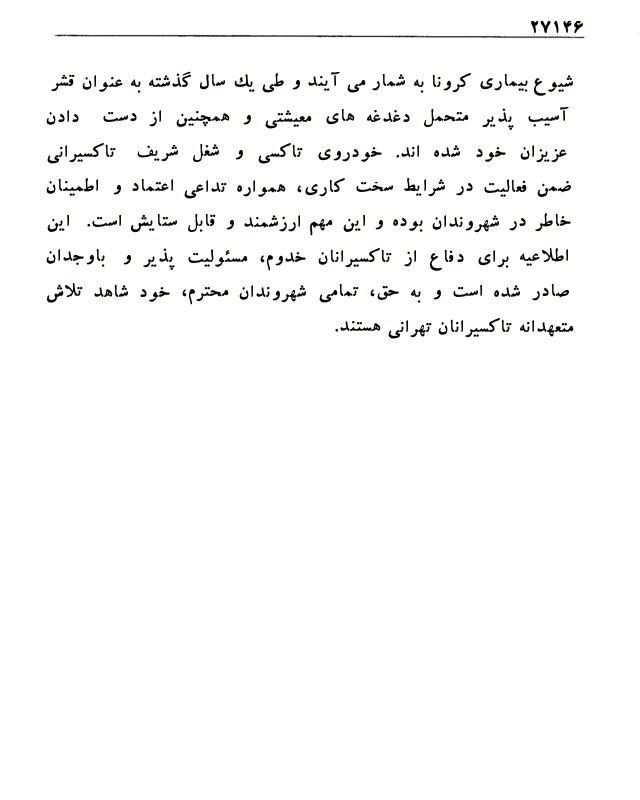 ۲۷۱۴۶
شیوع بیماری کرونا به شمار می آیند و طی یك سال گذشته به عنوان قشر
آسیب پذیر متحمل دغدغه های معیشتی و همچنین از دست دادن
عزیزان خود شده اند. خودروی تاکسی و شغل شریف تاکسیرانی
ضمن فعالیت در شرایط سخت کاری، همواره تداعی اعتماد و اطمینان
خاطر در شهروندان بوده و این مهم ارزشمند و قابل ستایش است. این
اطلاعیه برای دفاع از تاکسیرانان خدوم، مسئولیت پذیر و باوجدان
صادر شده است و به حق، تمامی شهروندان محترم، خود شاهد تلاش
متعهدانه تاکسیرانان تهرانی هستند.